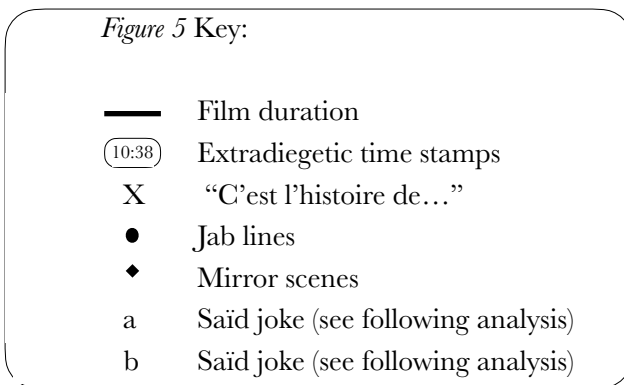 Figure 5 Key:
Film duration
10:38 Extradiegetic time stamps
X “C’est l’histoire de…”
● Jab lines
◆ Mirror scenes
a Saïd joke (see following analysis)
b Saïd joke (see following analysis)